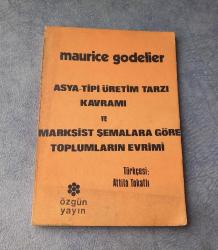 maurice godelier
ASYA-TİPİ ÜRETİM TARZI
KAVRAMI
ve
MARKSİST ŞEMALARA GÖRE
TOPLUMLARIN EVRİMİ
Türkçesi:
Attila Tokatlı
özgün
yayın